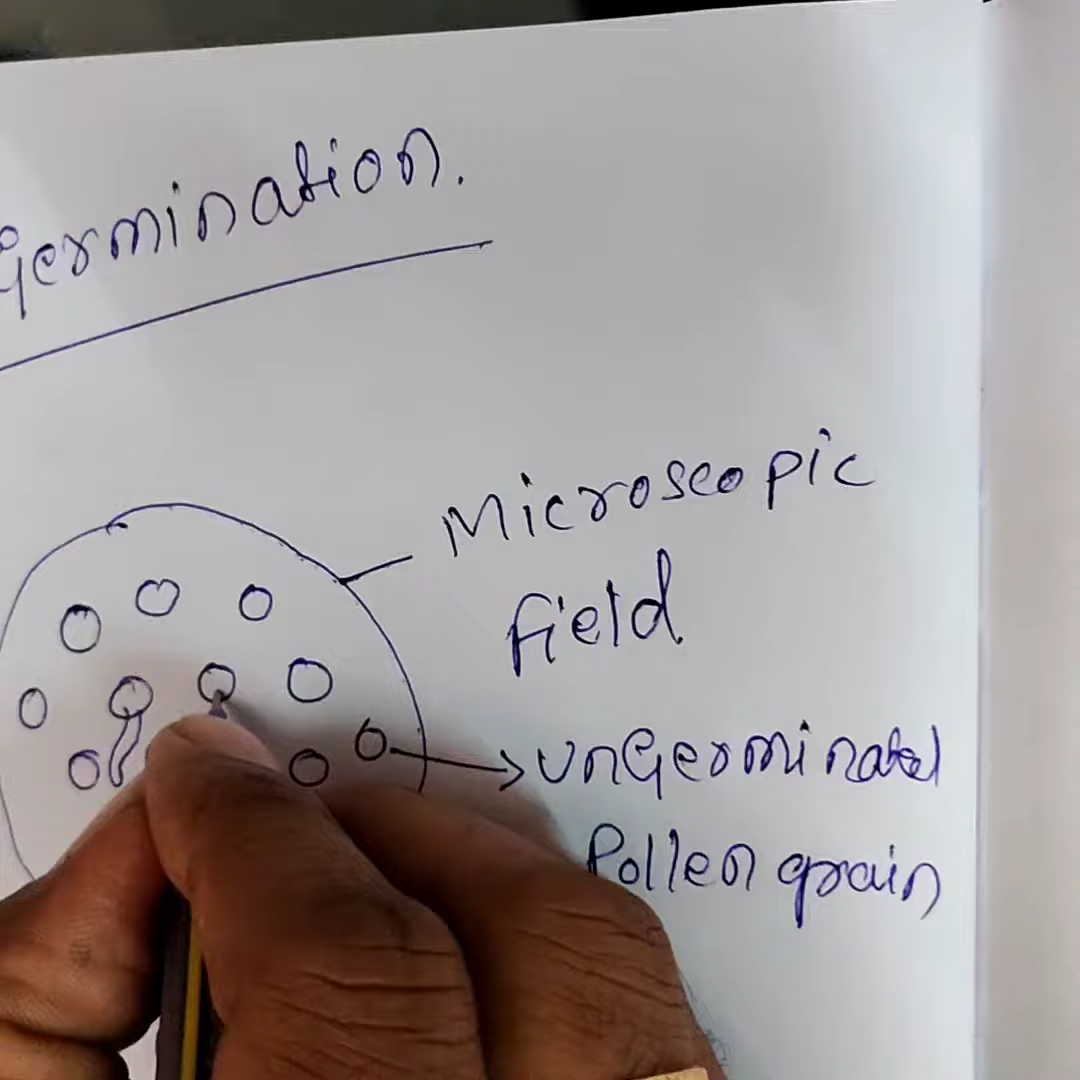 Germination.
Microscopic
field
unGerminated
Pollen grain